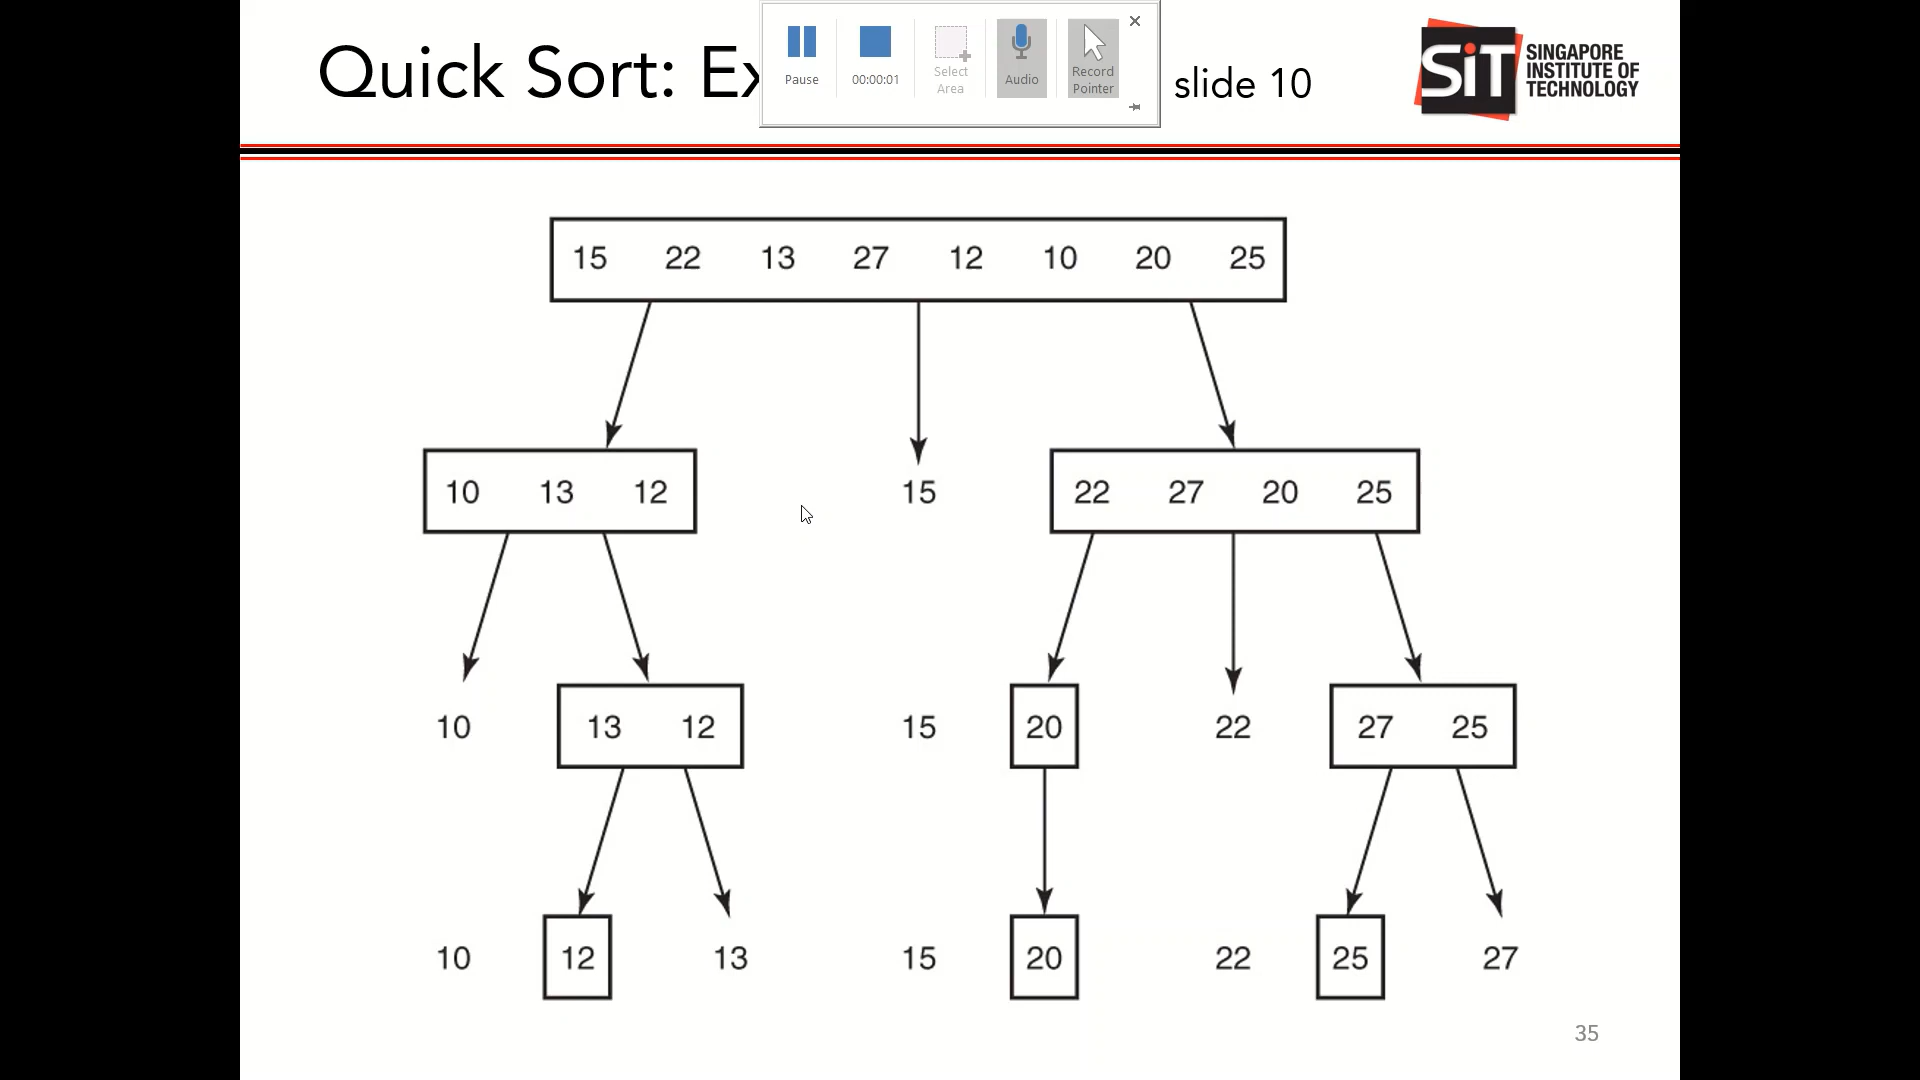 Quick Sort: Ex slide 10
Pause
00:00:01
Select
Area
Audio
Record
Pointer
SiT SINGAPORE
INSTITUTE OF
TECHNOLOGY
15 22 13 27 12 10 20 25
10 13 12 15 22 27 20 25
10 13 12 15 20 22 27 25
10 12 13 15 20 22 25 27
35